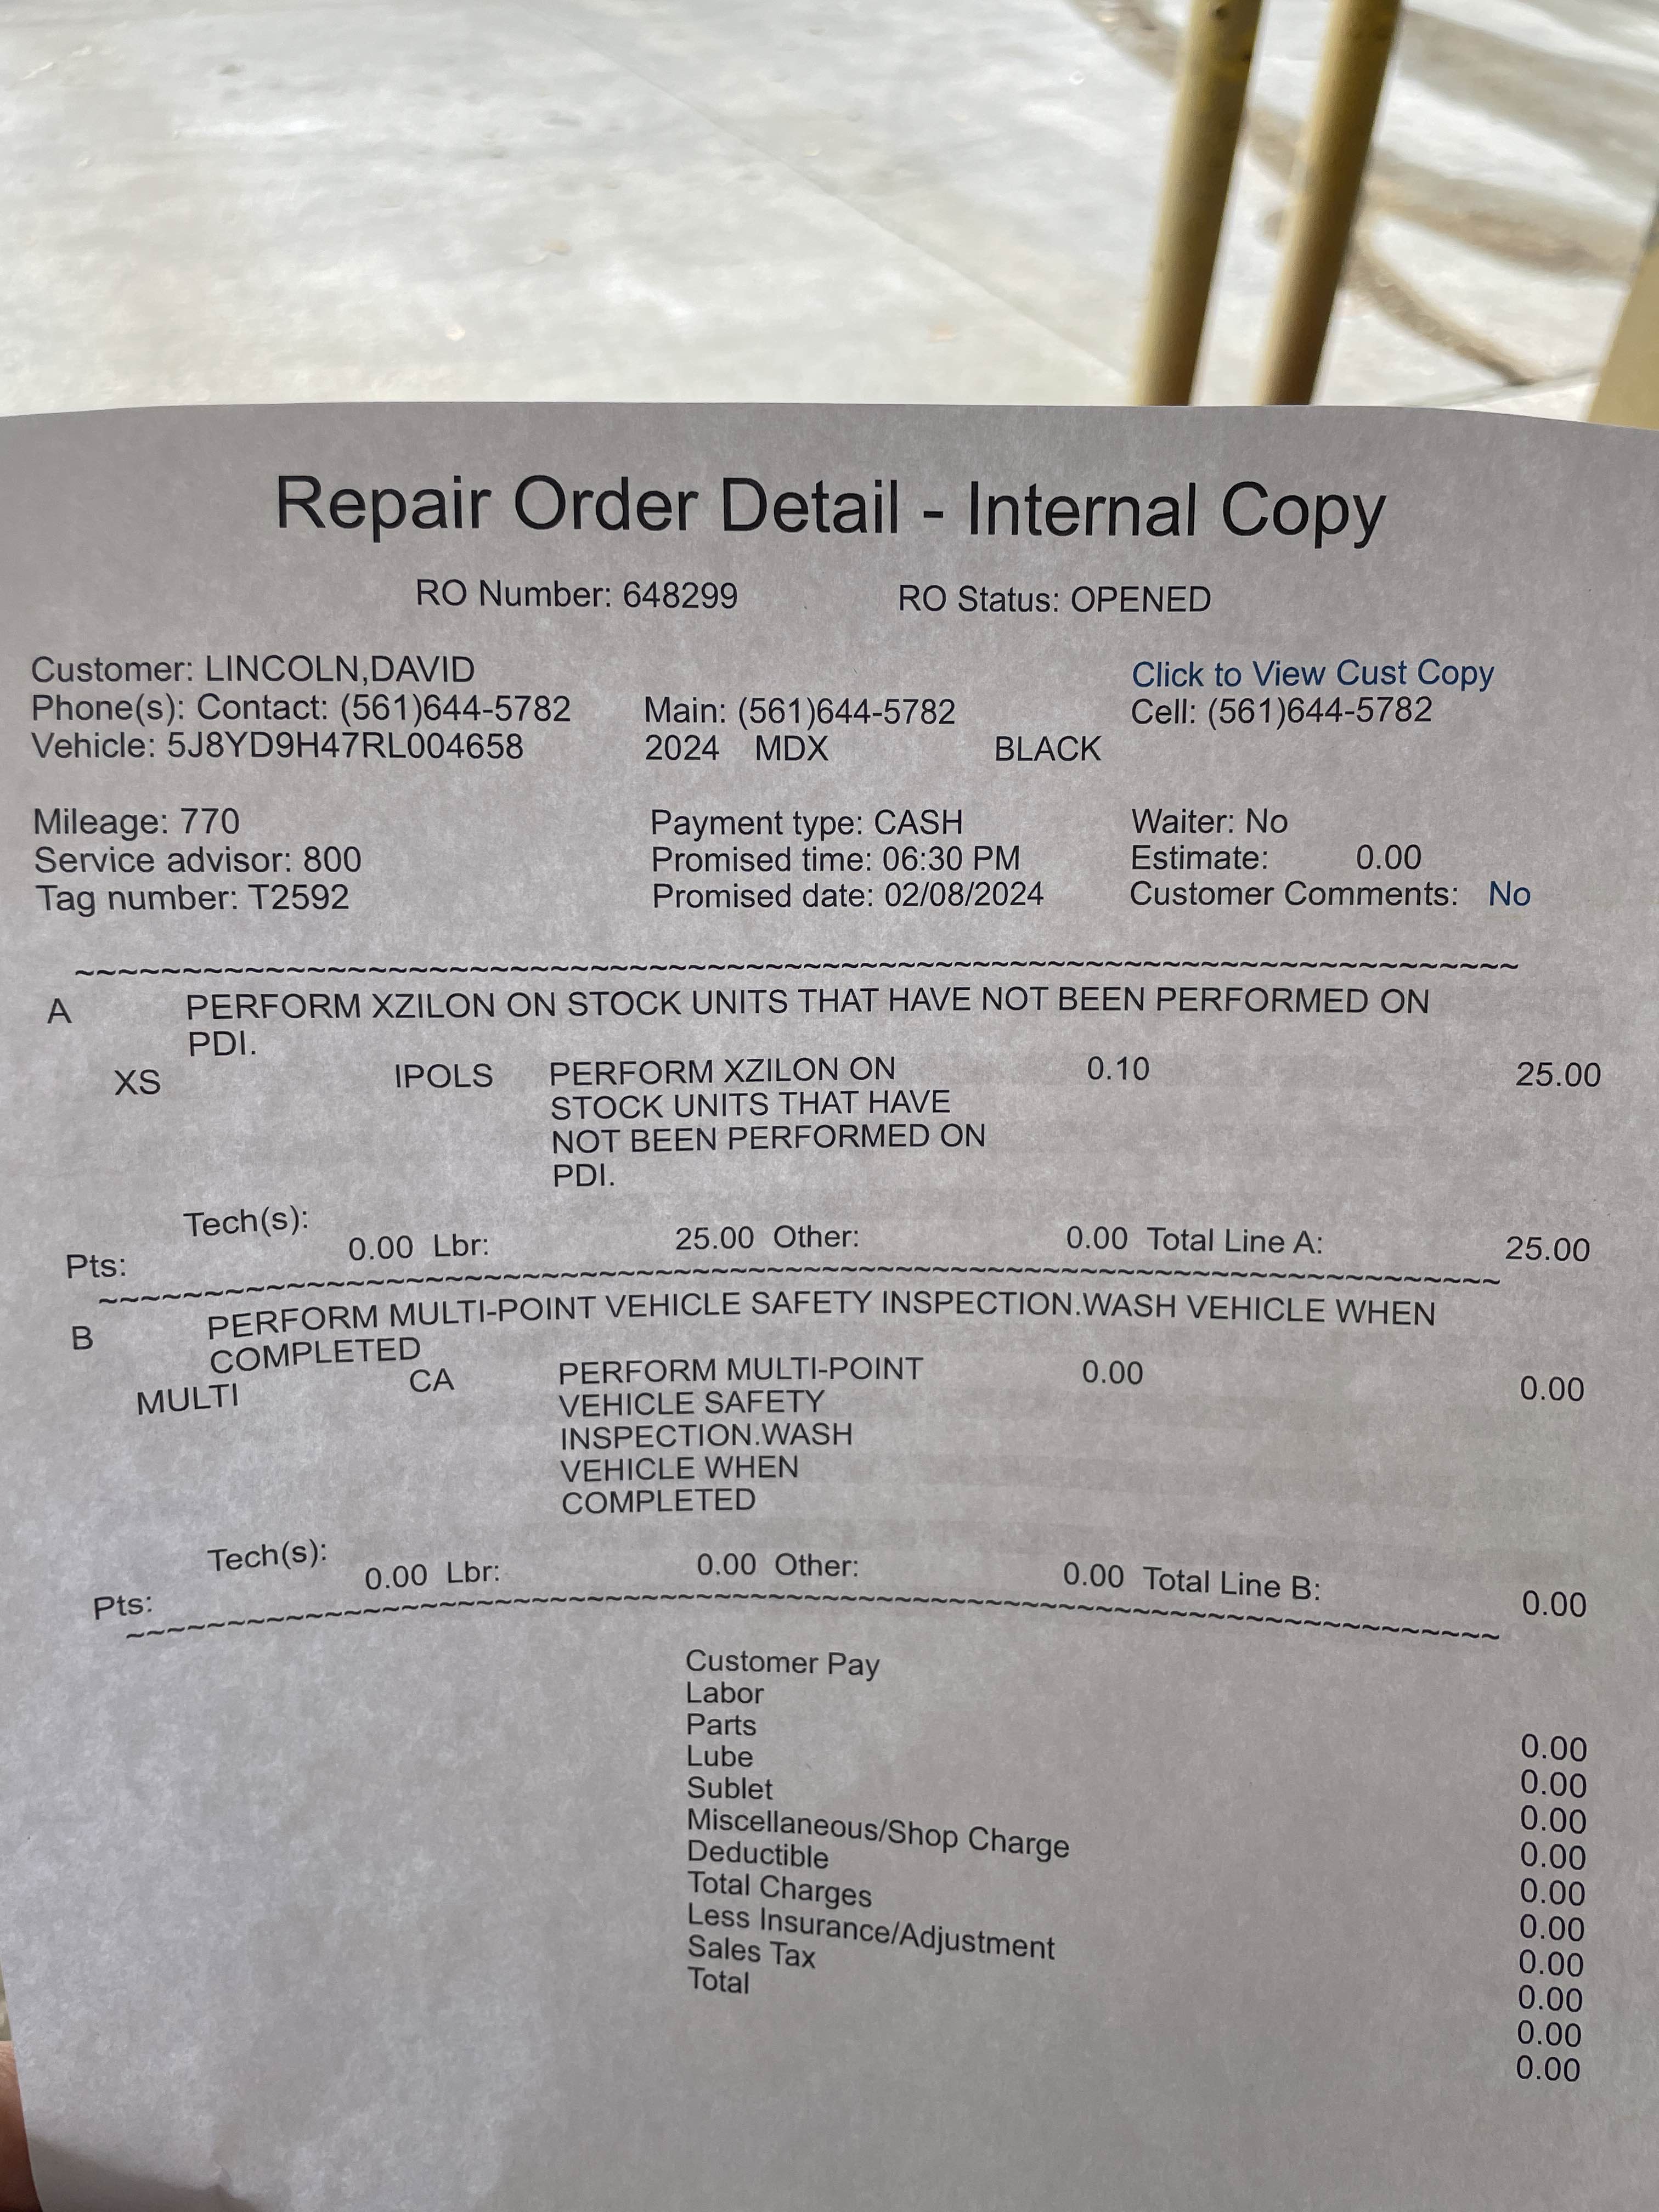 Repair Order Detail - Internal Copy
RO Number: 648299 RO Status: OPENED
Customer: LINCOLN,DAVID Click to View Cust Copy
Phone(s): Contact: (561)644-5782 Main: (561)644-5782 Cell: (561)644-5782
Vehicle: 5J8YD9H47RL004658 2024 MDX BLACK
Mileage: 770 Payment type: CASH Waiter: No
Service advisor: 800 Promised time: 06:30 PM Estimate: 0.00
Tag number: T2592 Promised date: 02/08/2024 Customer Comments: No
~~~~~~~~~~~~~~~~~~~~~~~~~~~~~~~~~~~~~~~~~~~~~~~~~~~~~~~~~~~~~~~~~~~~~
A PERFORM XZILON ON STOCK UNITS THAT HAVE NOT BEEN PERFORMED ON
PDI.
XS IPOLS PERFORM XZILON ON 0.10 25.00
STOCK UNITS THAT HAVE
NOT BEEN PERFORMED ON
PDI.
Tech(s):
Pts: 0.00 Lbr: 25.00 Other: 0.00 Total Line A: 25.00
~~~~~~~~~~~~~~~~~~~~~~~~~~~~~~~~~~~~~~~~~~~~~~~~~~~~~~~~~~~~~~~~~~~~~
B PERFORM MULTI-POINT VEHICLE SAFETY INSPECTION.WASH VEHICLE WHEN
COMPLETED
MULTI CA PERFORM MULTI-POINT 0.00 0.00
VEHICLE SAFETY
INSPECTION.WASH
VEHICLE WHEN
COMPLETED
Tech(s):
Pts: 0.00 Lbr: 0.00 Other: 0.00 Total Line B: 0.00
~~~~~~~~~~~~~~~~~~~~~~~~~~~~~~~~~~~~~~~~~~~~~~~~~~~~~~~~~~~~~~~~~~~~~
Customer Pay
Labor 0.00
Parts 0.00
Lube 0.00
Sublet 0.00
Miscellaneous/Shop Charge 0.00
Deductible 0.00
Total Charges 0.00
Less Insurance/Adjustment 0.00
Sales Tax 0.00
Total 0.00